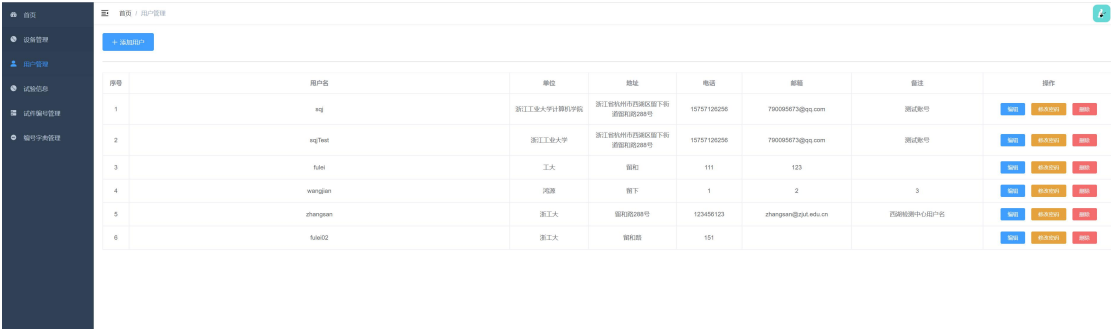 首页
设备管理
用户管理
试验信息
试件编号管理
编号字典管理
首页 / 用户管理
+ 添加用户
序号 用户名 单位 地址 电话 邮箱 备注 操作
1 sqj 浙江工业大学计算机学院 浙江省杭州市西湖区留下街道留和路288号 15757126256 790095673@qq.com 测试账号 编辑 修改密码 删除
2 sqjTest 浙江工业大学 浙江省杭州市西湖区留下街道留和路288号 15757126256 790095673@qq.com 测试账号 编辑 修改密码 删除
3 fulei 工大 留和 111 123 编辑 修改密码 删除
4 wangjian 鸿源 留下 1 2 3 编辑 修改密码 删除
5 zhangsan 浙工大 留和路288号 123456123 zhangsan@zjut.edu.cn 西湖检测中心用户名 编辑 修改密码 删除
6 fulei02 浙工大 留和路 151 编辑 修改密码 删除